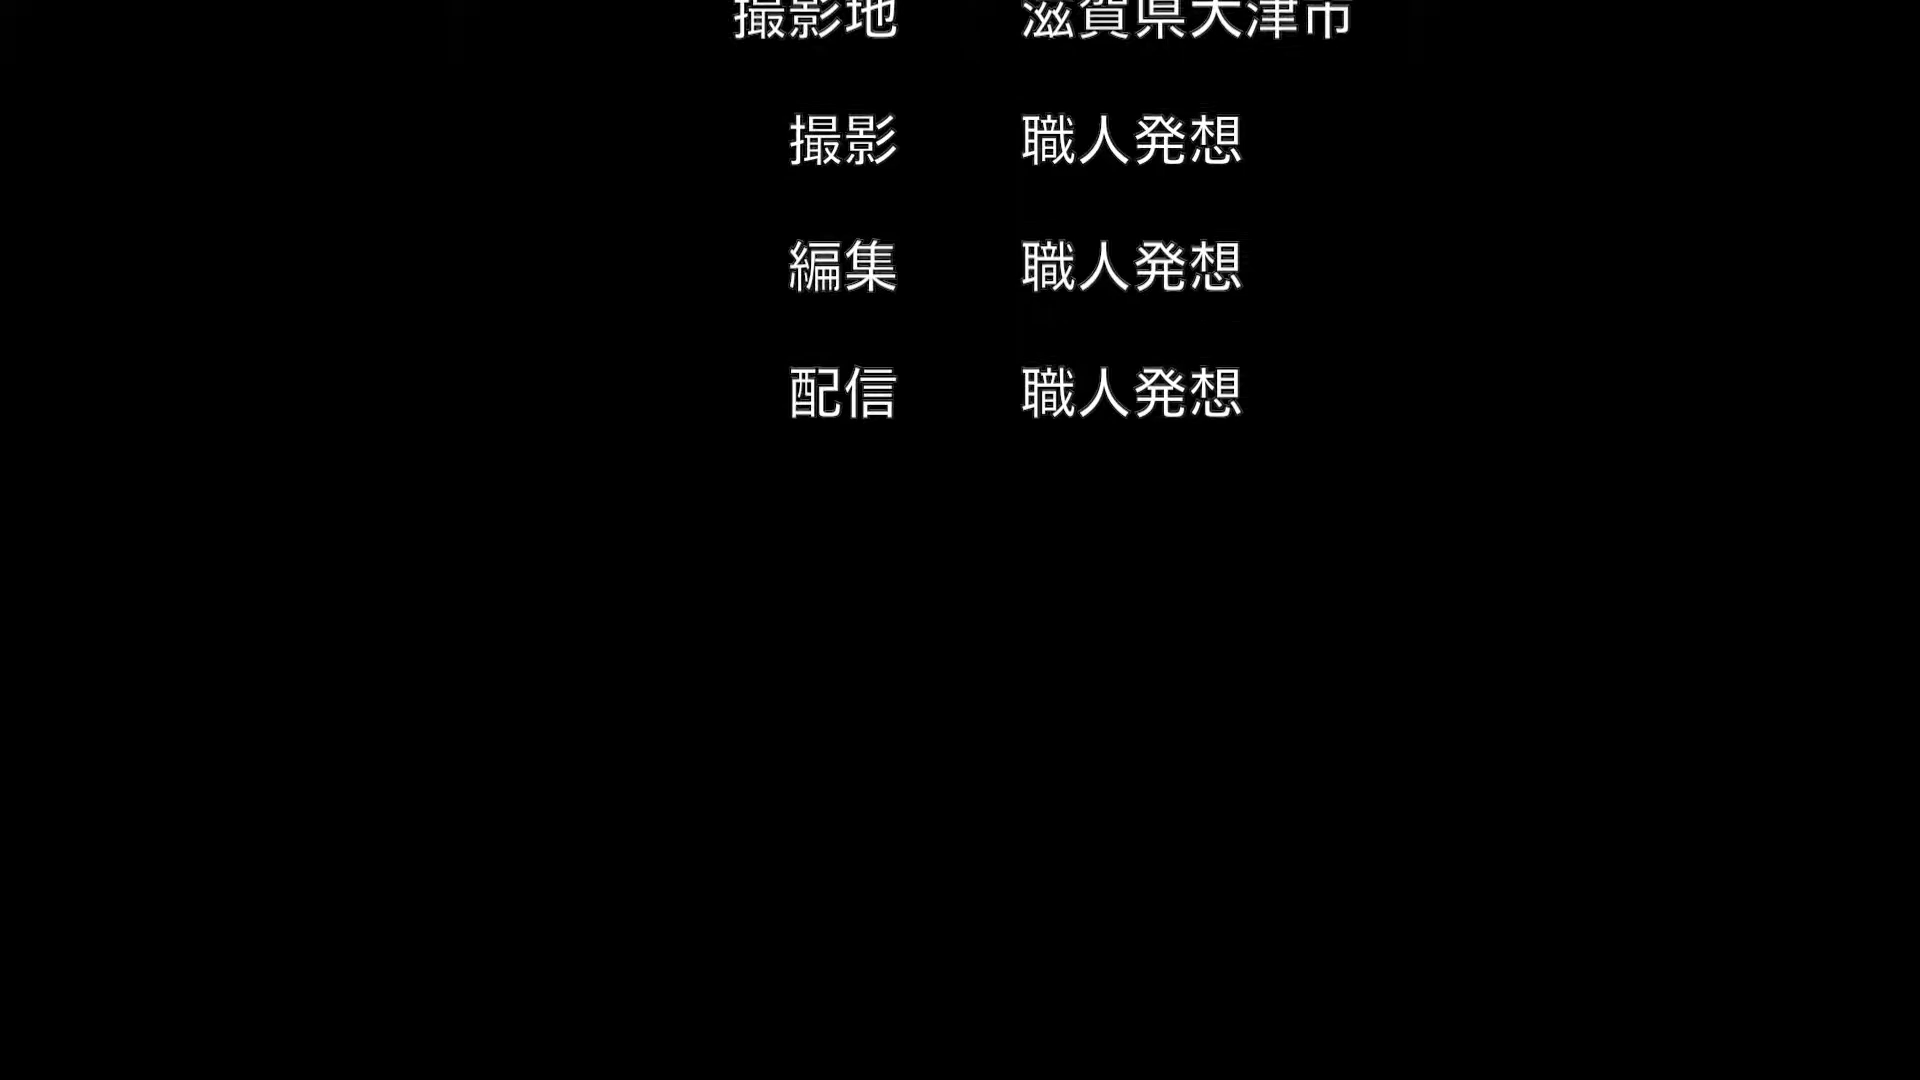 撮影地 滋賀県大津市
撮影 職人発想
編集 職人発想
配信 職人発想